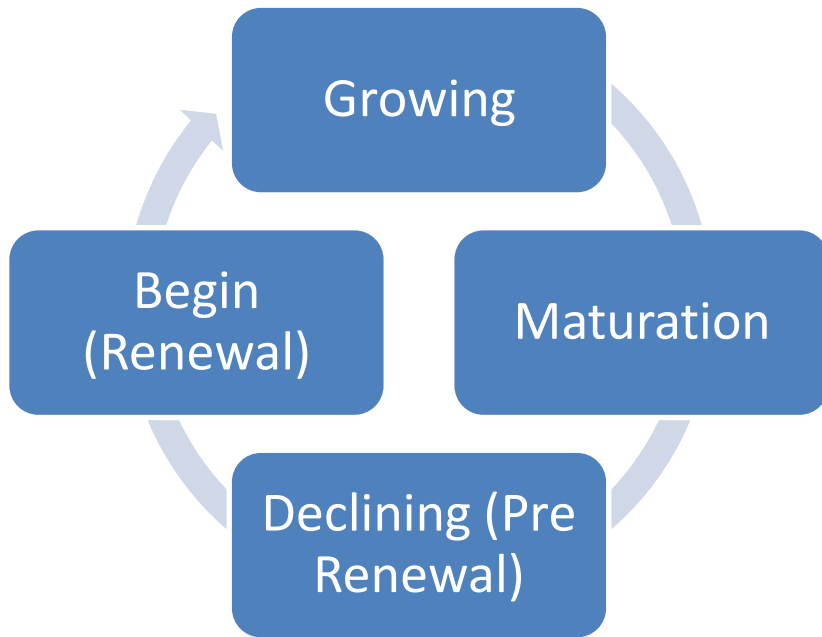 Growing
Begin
(Renewal)
Maturation
Declining (Pre
Renewal)